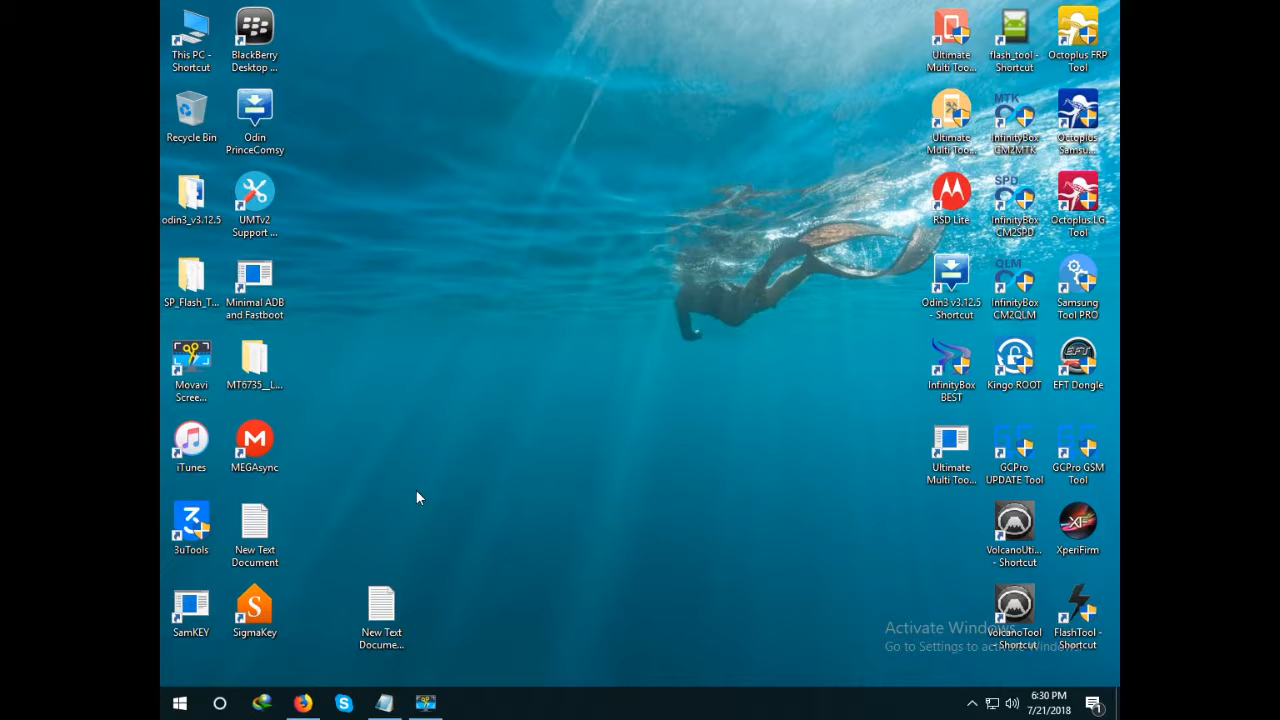 This PC -
Shortcut
BlackBerry
Desktop ...
Recycle Bin
Odin
PrinceComsy
odin3_v3.12.5
UMTv2
Support ...
SP_Flash_T...
Minimal ADB
and Fastboot
Movavi
Scree...
MT6735__L...
iTunes
M
MEGAsync
3uTools
New Text
Document
SamKEY
S
SigmaKey
New Text
Docume...
Ultimate
Multi Too...
flash_tool -
Shortcut
Octoplus FRP
Tool
Ultimate
Multi Too...
MTK
InfinityBox
CM2MTK
Octoplus
Samsu...
RSD Lite
SPD
InfinityBox
CM2SPD
Octoplus LG
Tool
Odin3 v3.12.5
- Shortcut
QLM
InfinityBox
CM2QLM
Samsung
Tool PRO
InfinityBox
BEST
Kingo ROOT
EFT
EFT Dongle
Ultimate
Multi Too...
GCPro
UPDATE Tool
GCPro GSM
Tool
VolcanoUti...
- Shortcut
XF
XperiFirm
VolcanoTool
- Shortcut
FlashTool -
Shortcut
Activate Windows
Go to Settings to activate Windows.
6:30 PM
7/21/2018
1